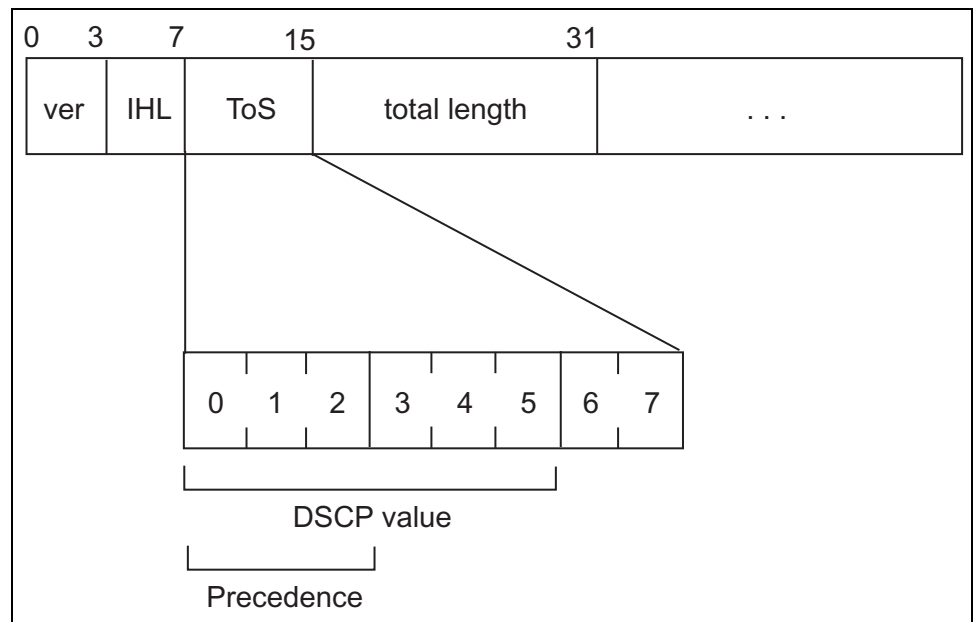 0 3 7 15 31
ver IHL ToS total length . . .
0 1 2 3 4 5 6 7
DSCP value
Precedence